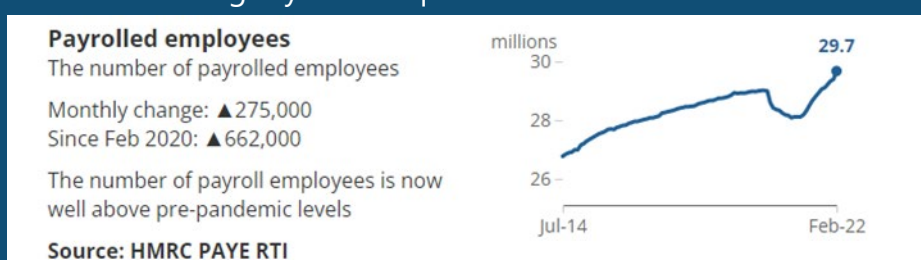 Payrolled employees
The number of payrolled employees
Monthly change: ▲275,000
Since Feb 2020: ▲662,000
The number of payroll employees is now
well above pre-pandemic levels
Source: HMRC PAYE RTI
millions
29.7
30
28
26
Jul-14
Feb-22